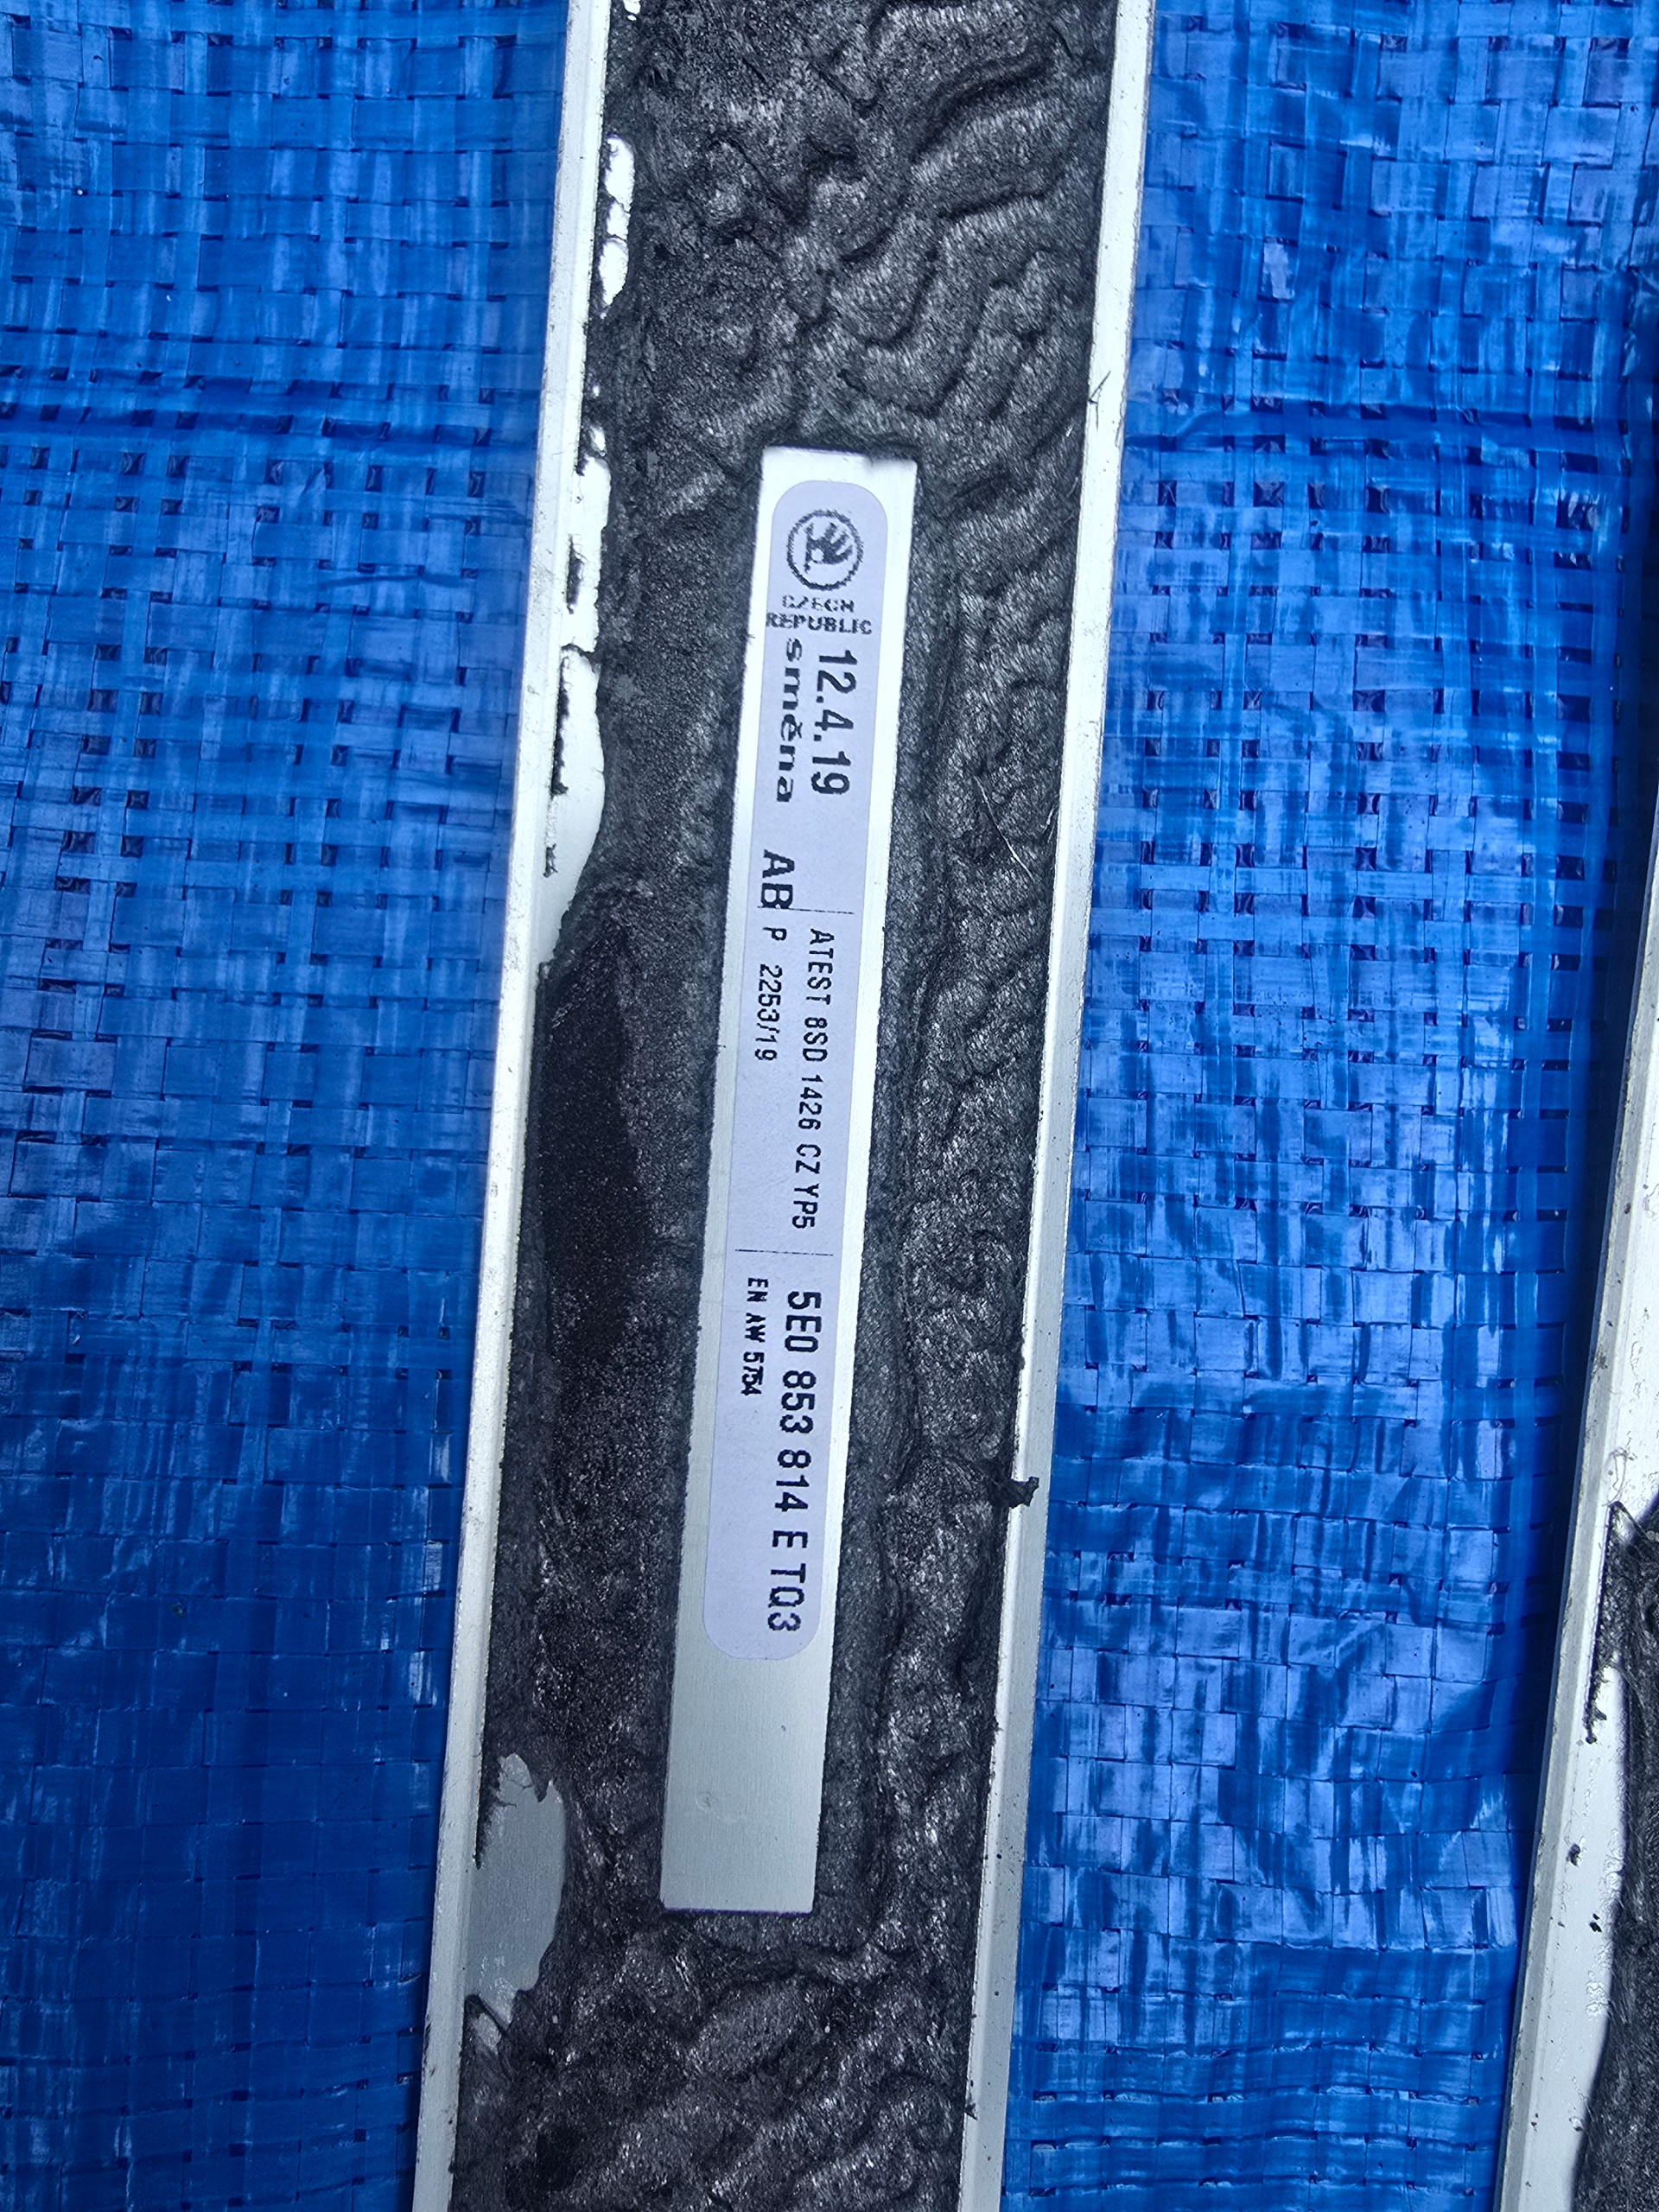 CZECH
REPUBLIC
12.4.19
směna AB
ATEST 8SD 1426 CZ YP5
P 2253/19
5E0 853 814 E TQ3
EN AW 5754